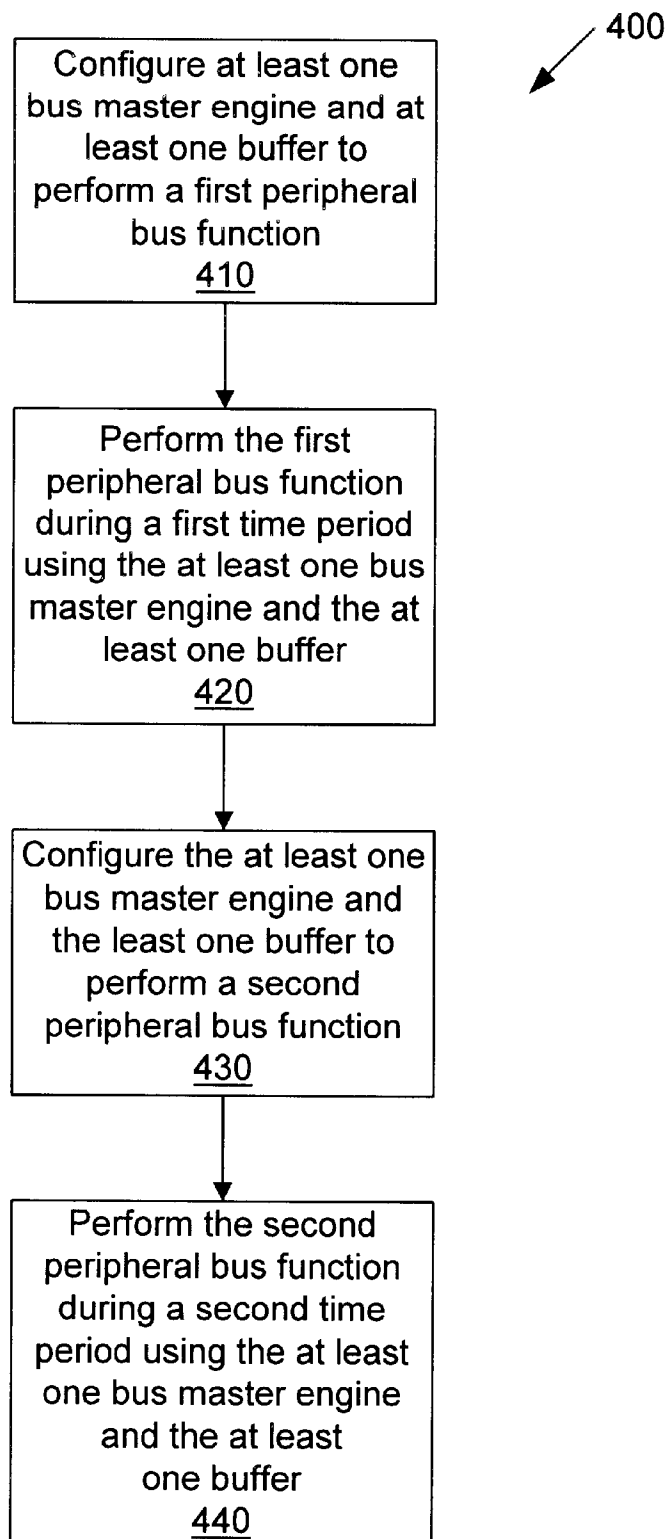 400
Configure at least one
bus master engine and at
least one buffer to
perform a first peripheral
bus function
410
Perform the first
peripheral bus function
during a first time period
using the at least one bus
master engine and the at
least one buffer
420
Configure the at least one
bus master engine and
the least one buffer to
perform a second
peripheral bus function
430
Perform the second
peripheral bus function
during a second time
period using the at least
one bus master engine
and the at least
one buffer
440